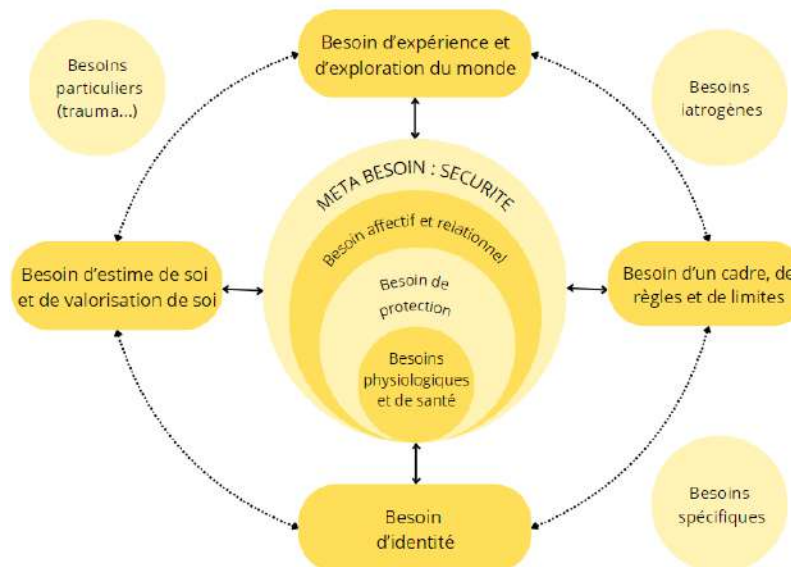 Besoin d'expérience et
d'exploration du monde
Besoins
particuliers
(trauma...)
Besoins
iatrogènes
META BESOIN : SECURITE
Besoin affectif et relationnel
Besoin de
protection
Besoins
physiologiques
et de santé
Besoin d'estime de soi
et de valorisation de soi
Besoin d'un cadre, de
règles et de limites
Besoin
d'identité
Besoins
spécifiques